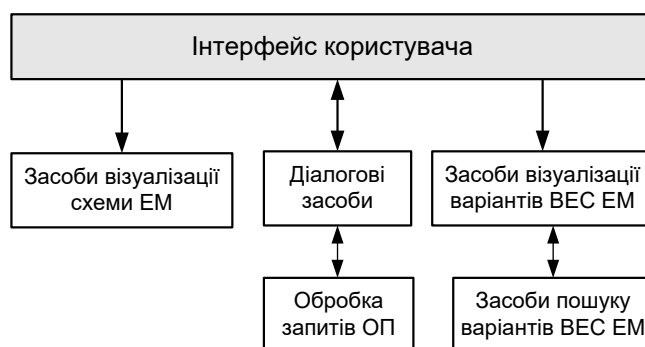 Інтерфейс користувача
Засоби візуалізації
схеми ЕМ
Діалогові
засоби
Засоби візуалізації
варіантів ВЕС ЕМ
Обробка
запитів ОП
Засоби пошуку
варіантів ВЕС ЕМ